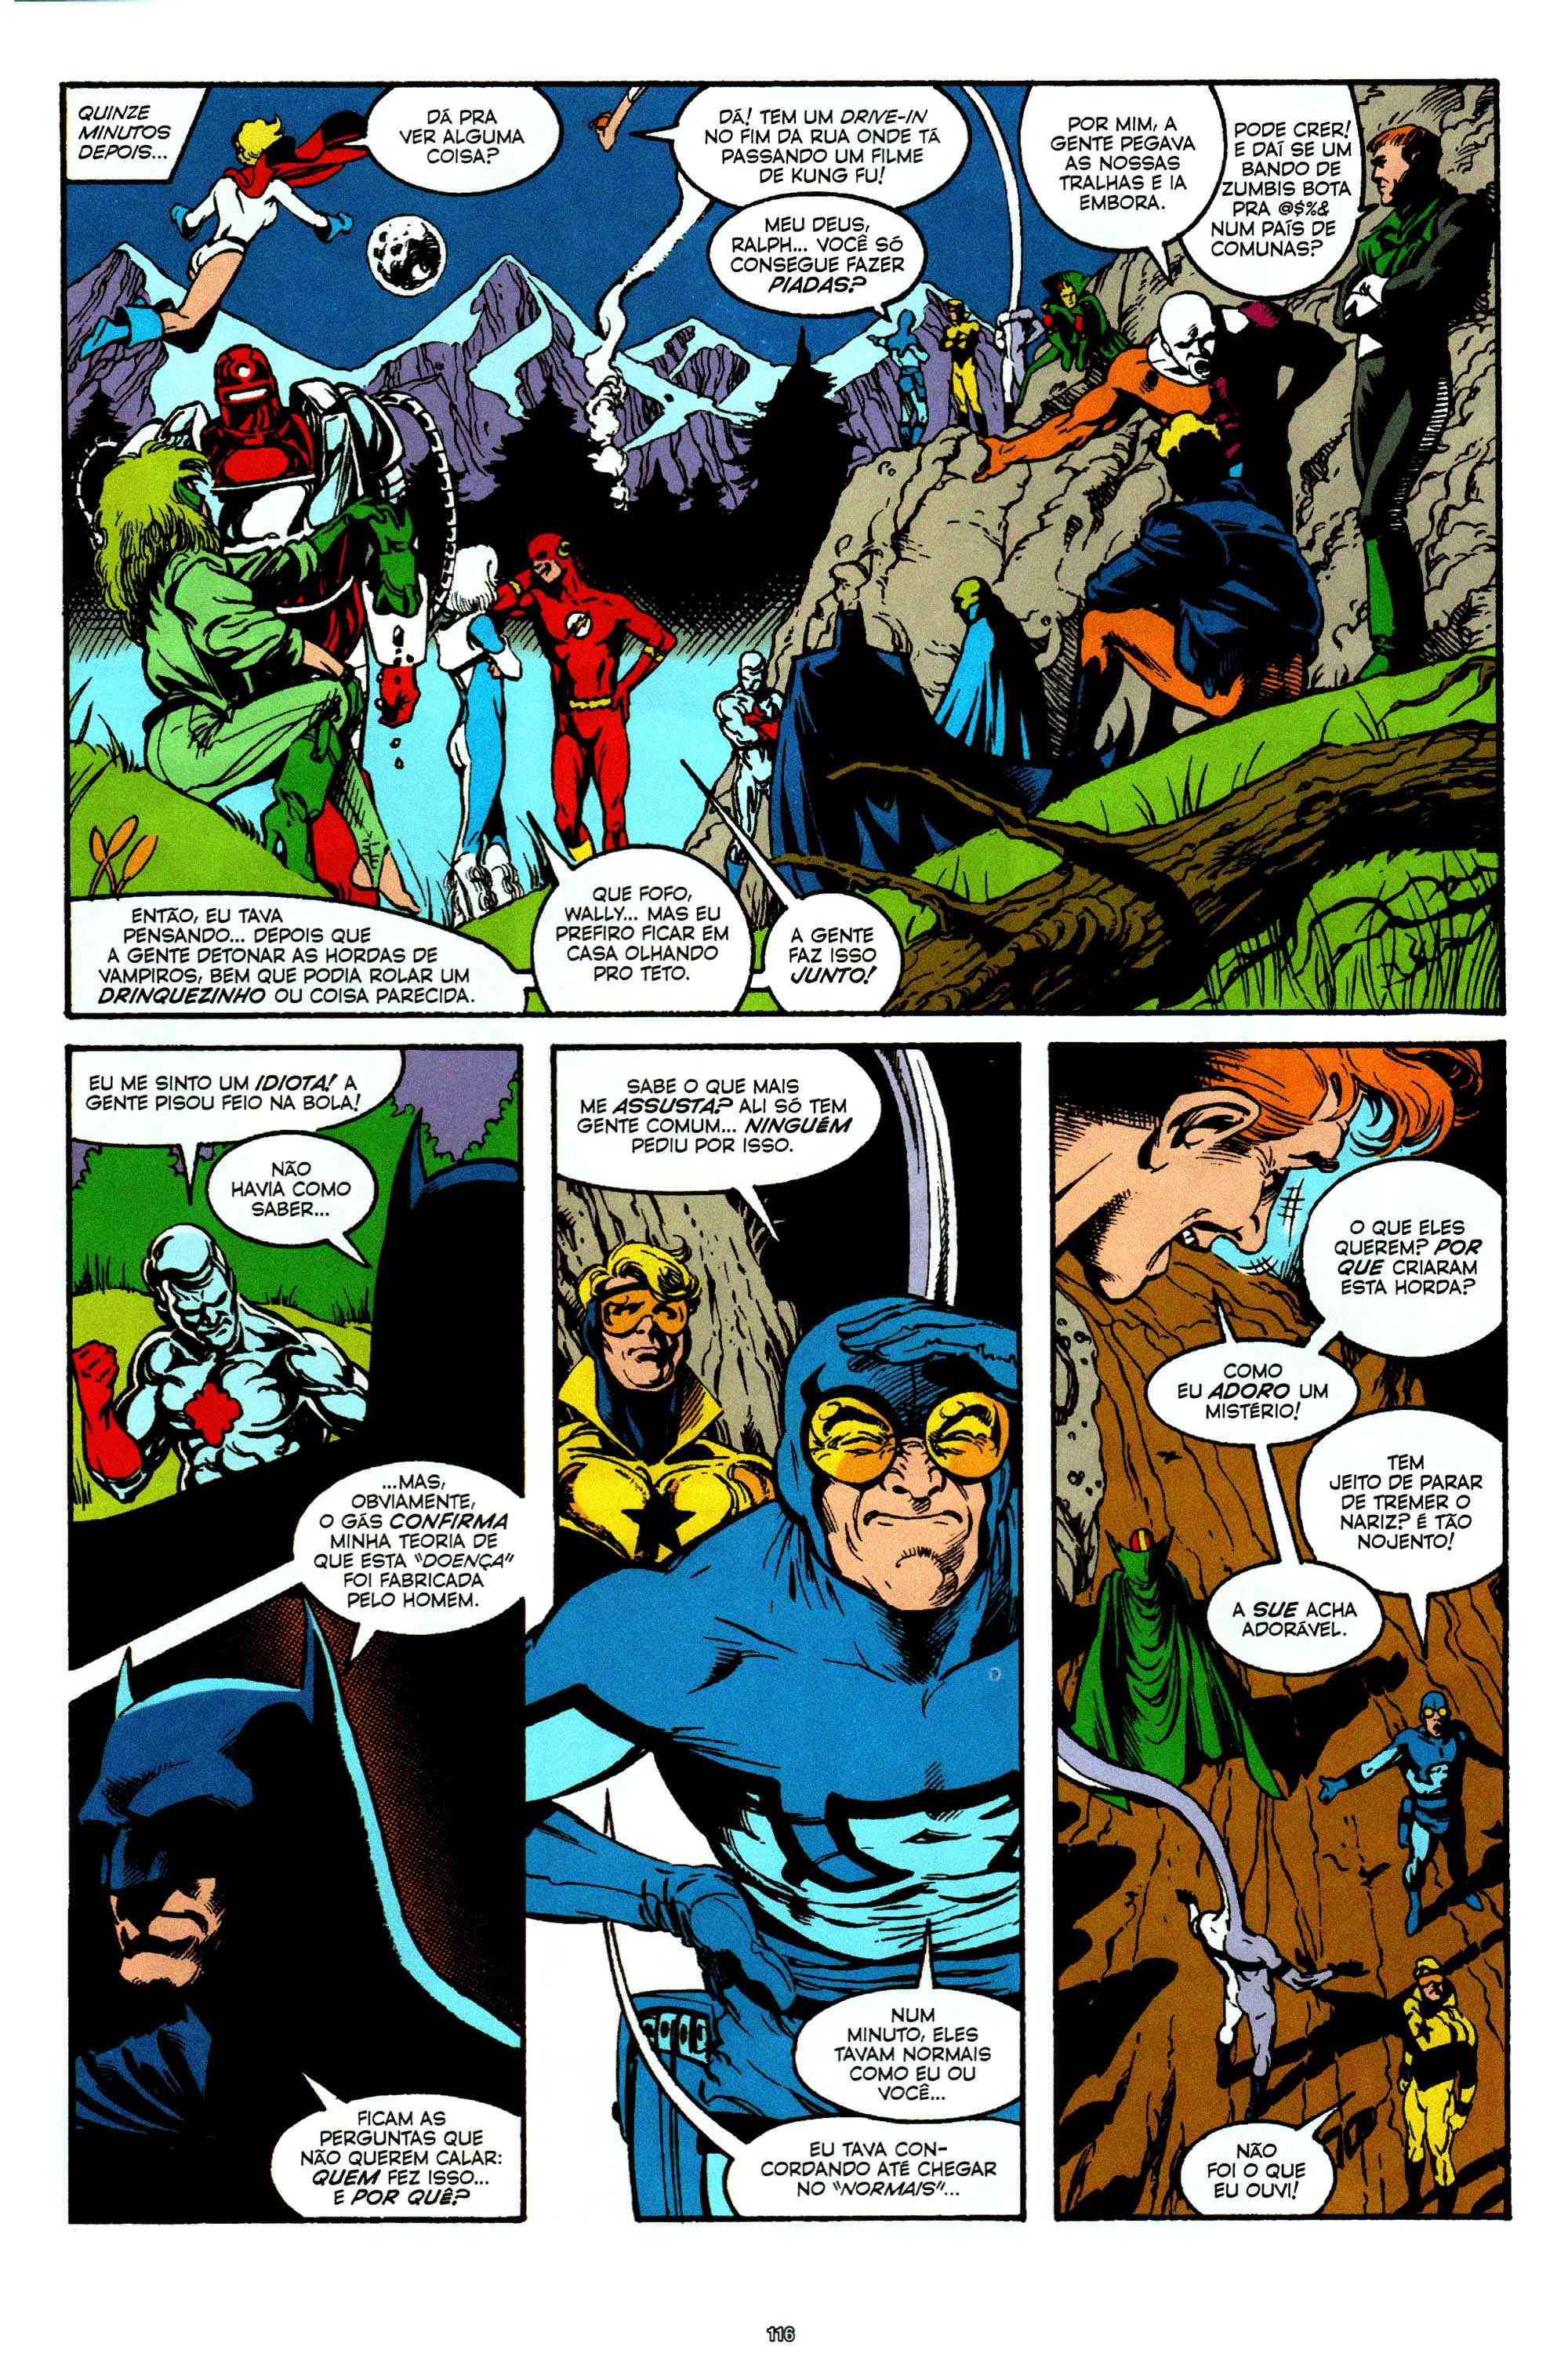 QUINZE
MINUTOS
DEPOIS...
DÁ PRA
VER ALGUMA
COISA?
DÁ! TEM UM DRIVE-IN
NO FIM DA RUA ONDE TÁ
PASSANDO UM FILME
DE KUNG FU!
MEU DEUS,
RALPH... VOCÊ SÓ
CONSEGUE FAZER
PIADAS?
POR MIM, A
GENTE PEGAVA
AS NOSSAS
TRALHAS E IA
EMBORA.
PODE CRER!
E DAÍ SE UM
BANDO DE
ZUMBIS BOTA
PRA @$%&
NUM PAÍS DE
COMUNAS?
ENTÃO, EU TAVA
PENSANDO... DEPOIS QUE
A GENTE DETONAR AS HORDAS DE
VAMPIROS, BEM QUE PODIA ROLAR UM
DRINQUEZINHO OU COISA PARECIDA.
QUE FOFO,
WALLY... MAS EU
PREFIRO FICAR EM
CASA OLHANDO
PRO TETO.
A GENTE
FAZ ISSO
JUNTO!
EU ME SINTO UM IDIOTA! A
GENTE PISOU FEIO NA BOLA!
NÃO
HAVIA COMO
SABER...
...MAS,
OBVIAMENTE,
O GÁS CONFIRMA
MINHA TEORIA DE
QUE ESTA "DOENÇA"
FOI FABRICADA
PELO HOMEM.
FICAM AS
PERGUNTAS QUE
NÃO QUEREM CALAR:
QUEM FEZ ISSO...
E POR QUÊ?
SABE O QUE MAIS
ME ASSUSTA? ALI SÓ TEM
GENTE COMUM... NINGUÉM
PEDIU POR ISSO.
NUM
MINUTO, ELES
TAVAM NORMAIS
COMO EU OU
VOCÊ...
EU TAVA CON-
CORDANDO ATÉ CHEGAR
NO "NORMAIS"...
O QUE ELES
QUEREM? POR
QUE CRIARAM
ESTA HORDA?
COMO
EU ADORO UM
MISTÉRIO!
TEM
JEITO DE PARAR
DE TREMER O
NARIZ? É TÃO
NOJENTO!
A SUE ACHA
ADORÁVEL.
NÃO
FOI O QUE
EU OUVI!
116